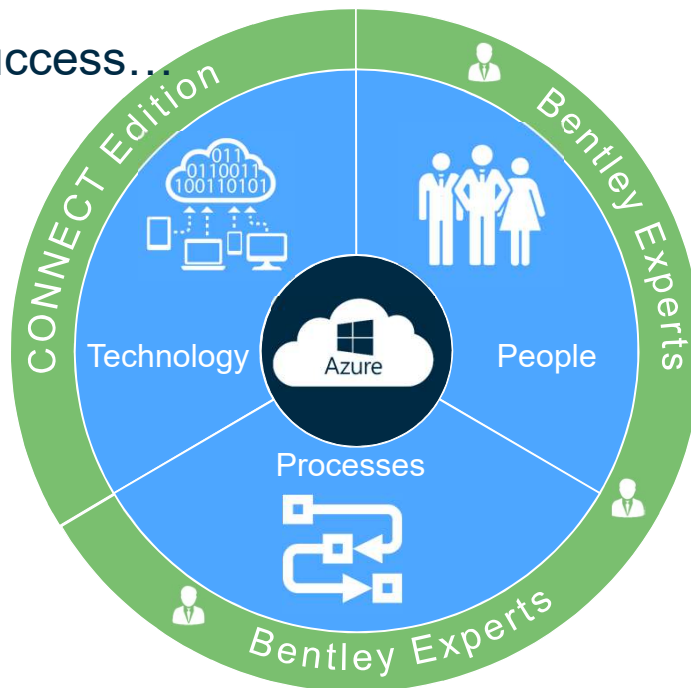 uccess...
CONNECT Edition
Bentley Experts
011
0110011
100110101
Technology
Azure
People
Processes
Bentley Experts